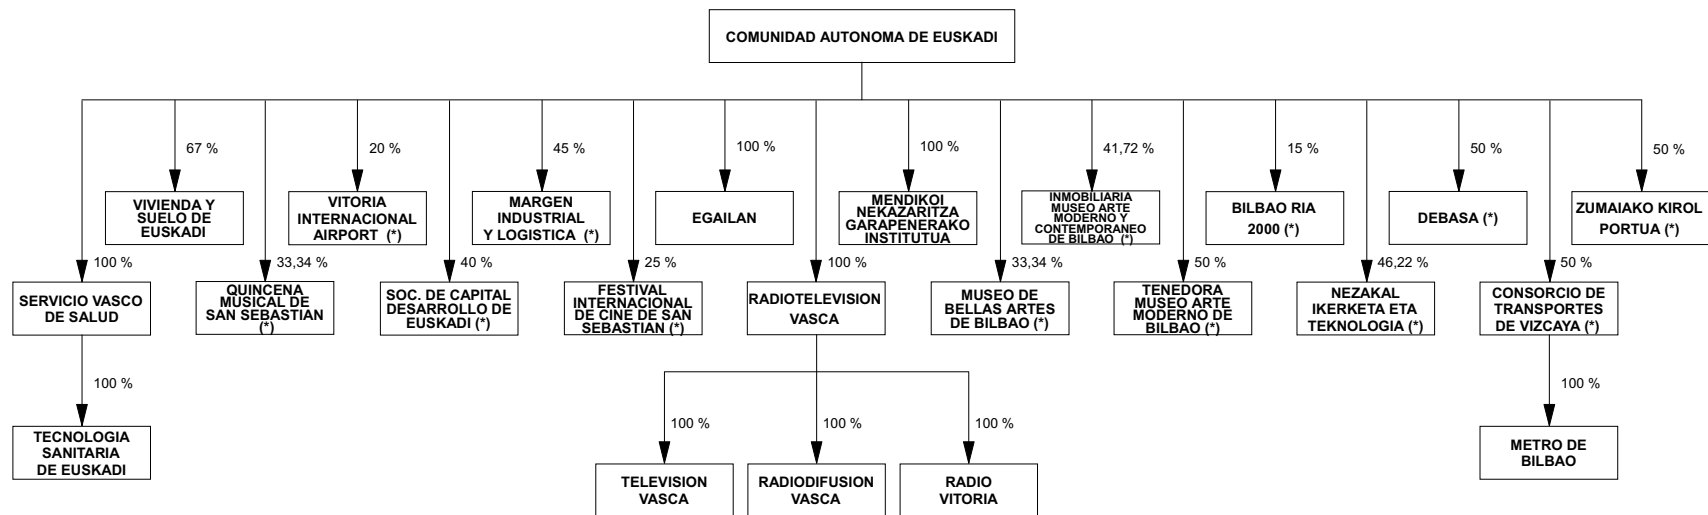 COMUNIDAD AUTONOMA DE EUSKADI
67 %
20 %
45 %
100 %
100 %
41,72 %
15 %
50 %
50 %
VIVIENDA Y
SUELO DE
EUSKADI
VITORIA
INTERNACIONAL
AIRPORT (*)
MARGEN
INDUSTRIAL
Y LOGISTICA (*)
EGAILAN
MENDIKOI
NEKAZARITZA
GARAPENERAKO
INSTITUTUA
INMOBILIARIA
MUSEO ARTE
MODERNO Y
CONTEMPORANEO
DE BILBAO (*)
BILBAO RIA
2000 (*)
DEBASA (*)
ZUMAIAKO KIROL
PORTUA (*)
100 %
33,34 %
40 %
25 %
100 %
33,34 %
50 %
46,22 %
50 %
SERVICIO VASCO
DE SALUD
QUINCENA
MUSICAL DE
SAN SEBASTIAN
(*)
SOC. DE CAPITAL
DESARROLLO DE
EUSKADI (*)
FESTIVAL
INTERNACIONAL
DE CINE DE SAN
SEBASTIAN (*)
RADIOTELEVISION
VASCA
MUSEO DE
BELLAS ARTES
DE BILBAO (*)
TENEDORA
MUSEO ARTE
MODERNO DE
BILBAO (*)
NEZAKAL
IKERKETA ETA
TEKNOLOGIA (*)
CONSORCIO DE
TRANSPORTES
DE VIZCAYA (*)
100 %
100 %
TECNOLOGIA
SANITARIA
DE EUSKADI
METRO DE
BILBAO
100 %
100 %
100 %
TELEVISION
VASCA
RADIODIFUSION
VASCA
RADIO
VITORIA